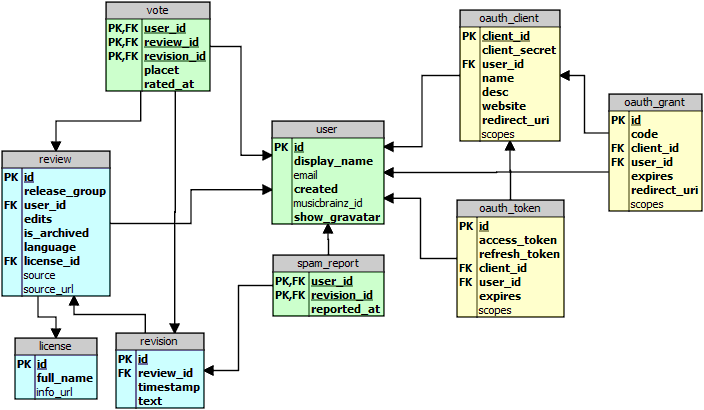 vote
PK,FK user_id
PK,FK review_id
PK,FK revision_id
placet
rated_at
oauth_client
PK client_id
client_secret
FK user_id
name
desc
website
redirect_uri
scopes
oauth_grant
PK id
code
FK client_id
FK user_id
expires
redirect_uri
scopes
user
PK id
display_name
email
created
musicbrainz_id
show_gravatar
review
PK id
release_group
FK user_id
edits
is_archived
language
FK license_id
source
source_url
oauth_token
PK id
access_token
refresh_token
FK client_id
FK user_id
expires
scopes
spam_report
PK,FK user_id
PK,FK revision_id
reported_at
license
PK id
full_name
info_url
revision
PK id
FK review_id
timestamp
text